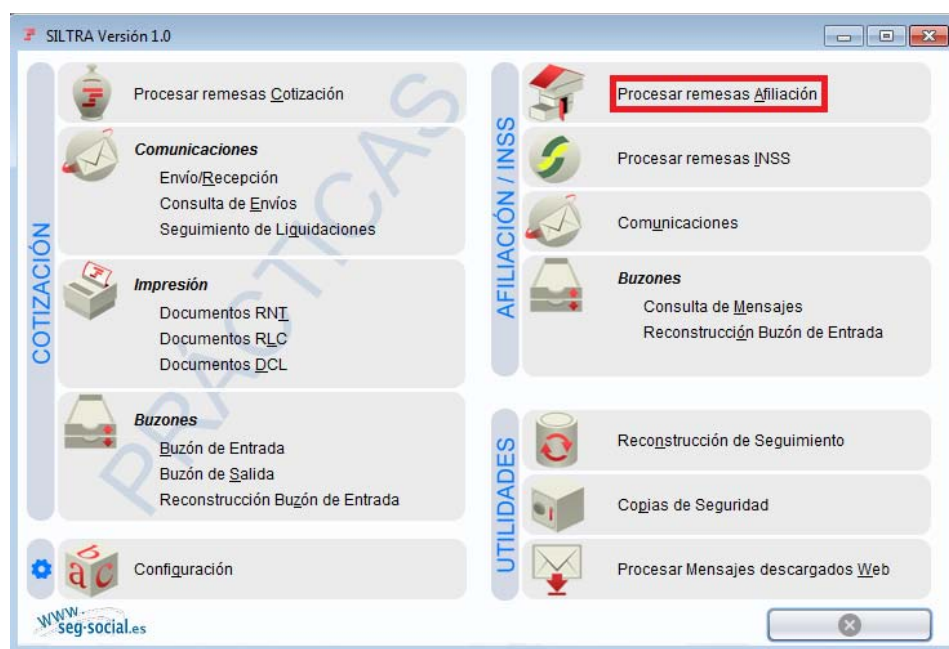 SILTRA Versión 1.0
COTIZACIÓN
Procesar remesas Cotización
Comunicaciones
Envío/Recepción
Consulta de Envíos
Seguimiento de Liquidaciones
Impresión
Documentos RNT
Documentos RLC
Documentos DCL
Buzones
Buzón de Entrada
Buzón de Salida
Reconstrucción Buzón de Entrada
abc
Configuración
www.
seg-social.es
PRÁCTICAS
AFILIACIÓN / INSS
Procesar remesas Afiliación
Procesar remesas INSS
Comunicaciones
Buzones
Consulta de Mensajes
Reconstrucción Buzón de Entrada
UTILIDADES
Reconstrucción de Seguimiento
Copias de Seguridad
Procesar Mensajes descargados Web